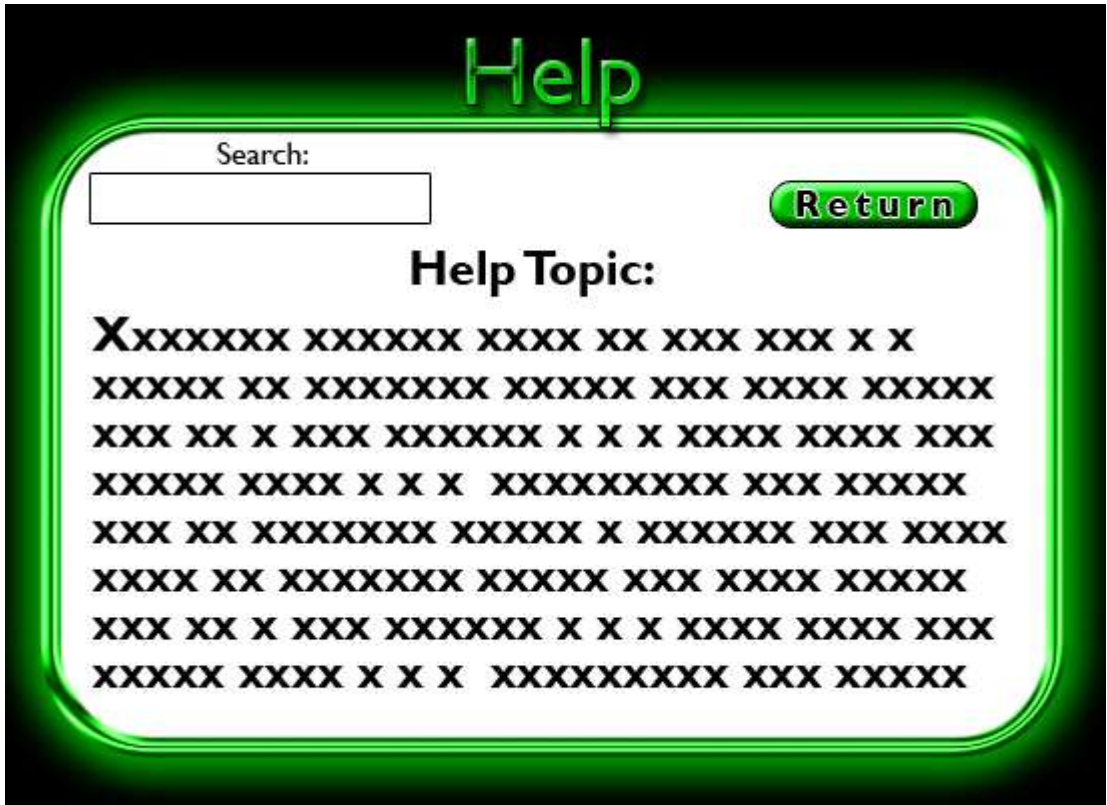 Help
Search:
Return
Help Topic:
Xxxxxxx xxxxxx xxxx xx xxx xxx x x
xxxxx xx xxxxxxx xxxxx xxx xxxx xxxxx
xxx xx x xxx xxxxxx x x x xxxx xxxx xxx
xxxxx xxxx x x x xxxxxxxxx xxx xxxxx
xxx xx xxxxxxx xxxxx x xxxxxx xxx xxxx
xxxx xx xxxxxxx xxxxx xxx xxxx xxxxx
xxx xx x xxx xxxxxx x x x xxxx xxxx xxx
xxxxx xxxx x x x xxxxxxxxx xxx xxxxx